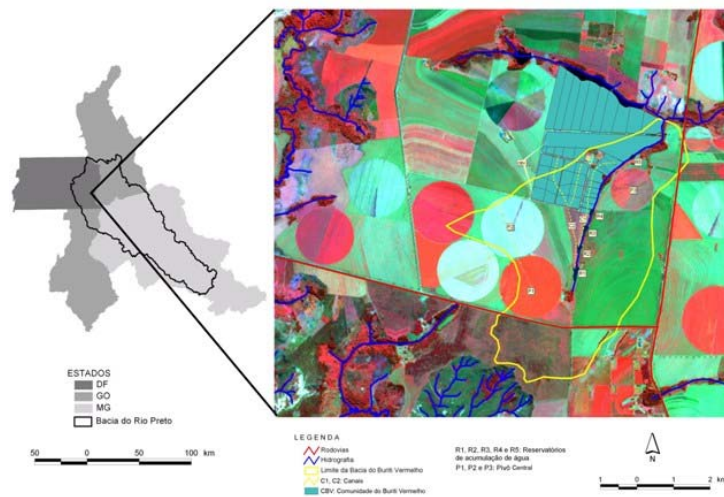 ESTADOS
DF
GO
MG
Bacia do Rio Preto
50 0 50 100 km
LEGENDA
Rodovias
Hidrografia
Limite da Bacia do Buriti Vermelho
C1, C2: Canais
CBV: Comunidade do Buriti Vermelho
R1, R2, R3, R4 e R5: Reservatórios
de acumulação de água
P1, P2 e P3: Pivô Central
N
1 0 1 2 km